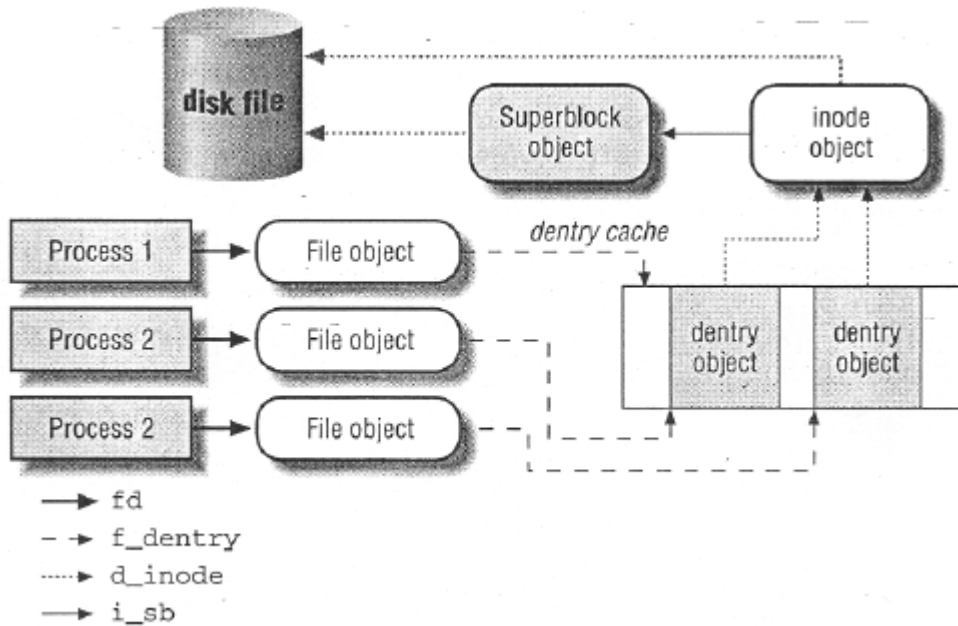 disk file
Superblock
object
inode
object
dentry cache
Process 1
File object
Process 2
File object
Process 2
File object
dentry
object
dentry
object
fd
f_dentry
d_inode
i_sb